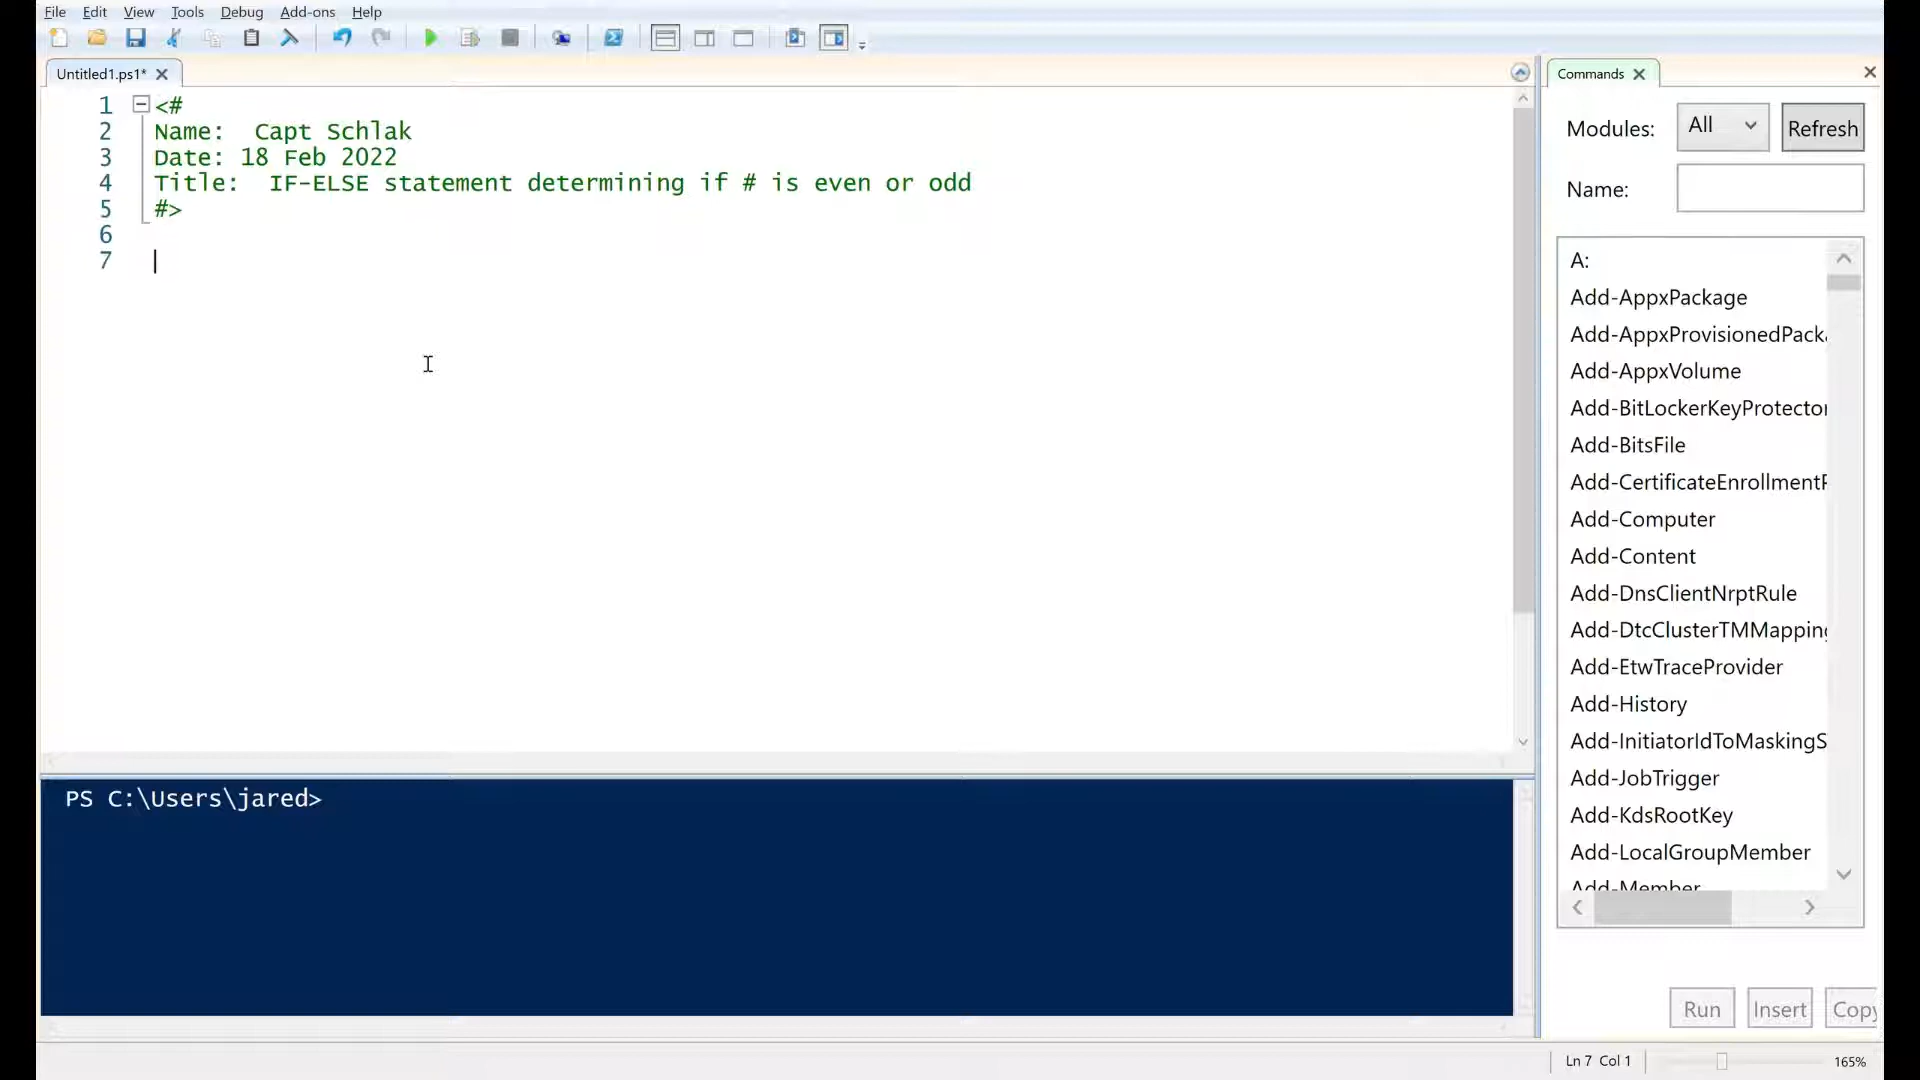 File Edit View Tools Debug Add-ons Help
Untitled1.ps1*
1 <#
2 Name:  Capt Schlak
3 Date: 18 Feb 2022
4 Title:  IF-ELSE statement determining if # is even or odd
5 #>
6
7
PS C:\Users\jared>
Commands
Modules: All Refresh
Name:
A:
Add-AppxPackage
Add-AppxProvisionedPack
Add-AppxVolume
Add-BitLockerKeyProtector
Add-BitsFile
Add-CertificateEnrollment
Add-Computer
Add-Content
Add-DnsClientNrptRule
Add-DtcClusterTMMapping
Add-EtwTraceProvider
Add-History
Add-InitiatorIdToMaskingS
Add-JobTrigger
Add-KdsRootKey
Add-LocalGroupMember
Add-Member
Run Insert Copy
Ln 7 Col 1 165%